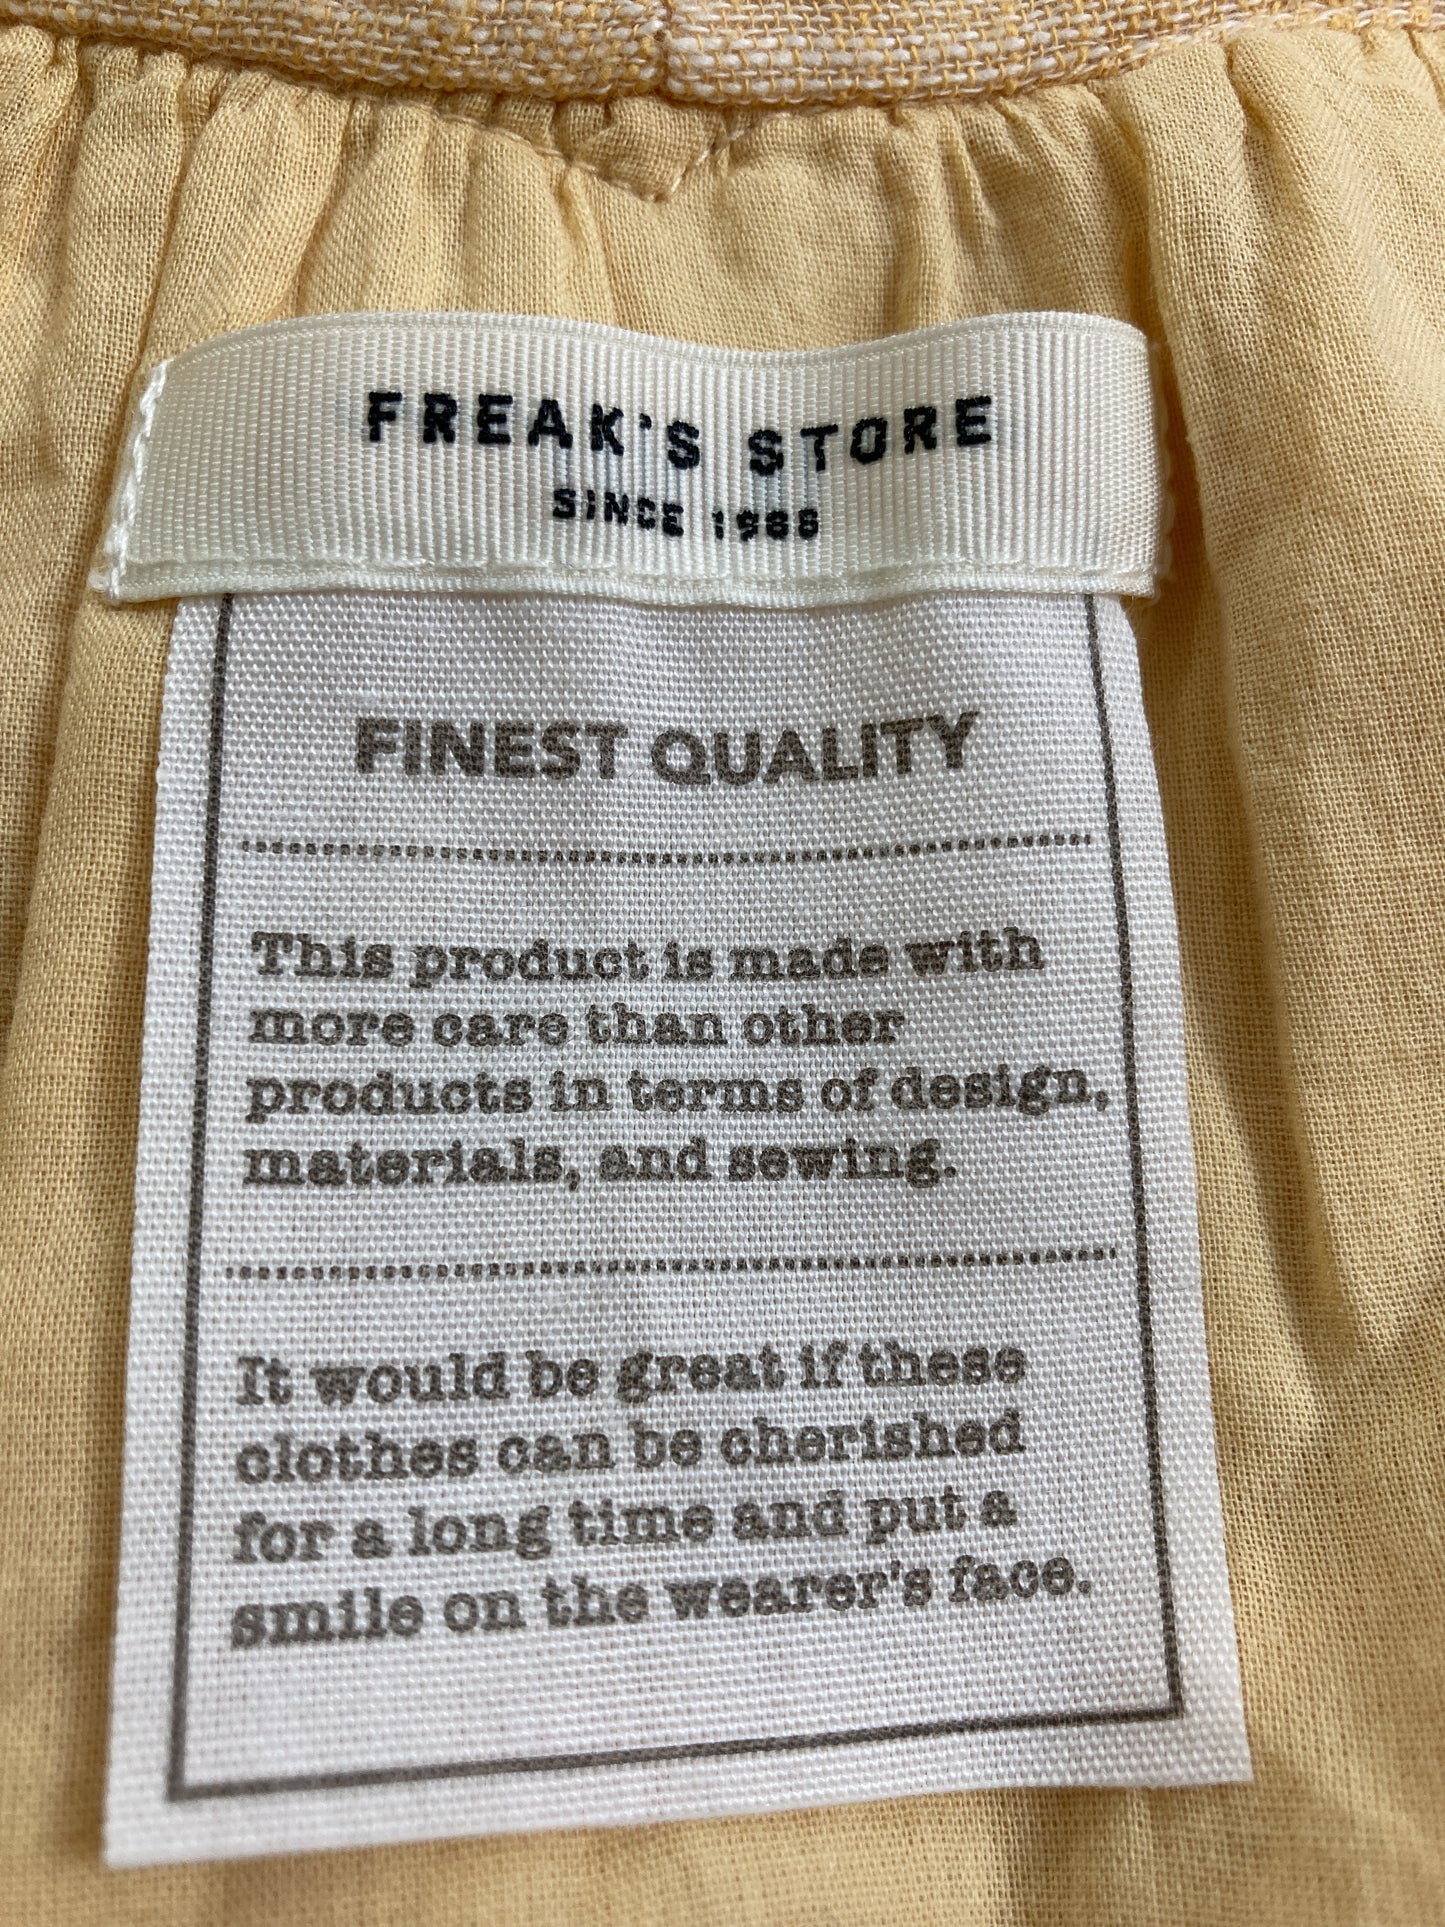 FREAK'S STORE
SINCE 1988
FINEST QUALITY
This product is made with
more care than other
products in terms of design,
materials, and sewing.
It would be great if these
clothes can be cherished
for a long time and put a
smile on the wearer's face.